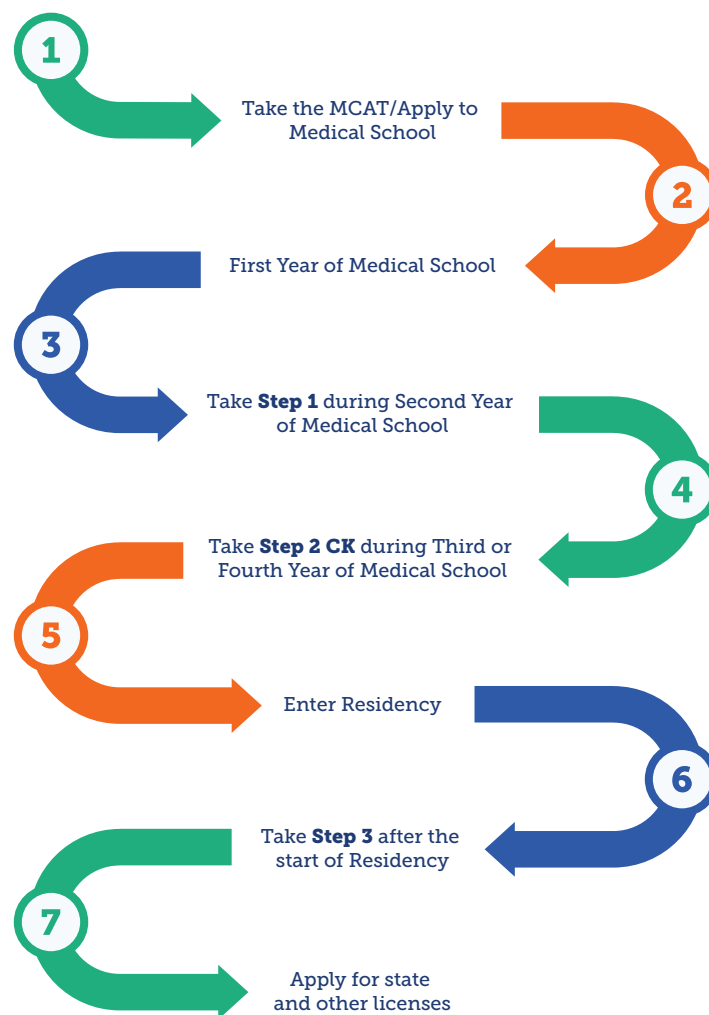 1
Take the MCAT/Apply to
Medical School
2
First Year of Medical School
3
Take Step 1 during Second Year
of Medical School
4
Take Step 2 CK during Third or
Fourth Year of Medical School
5
Enter Residency
6
Take Step 3 after the
start of Residency
7
Apply for state
and other licenses